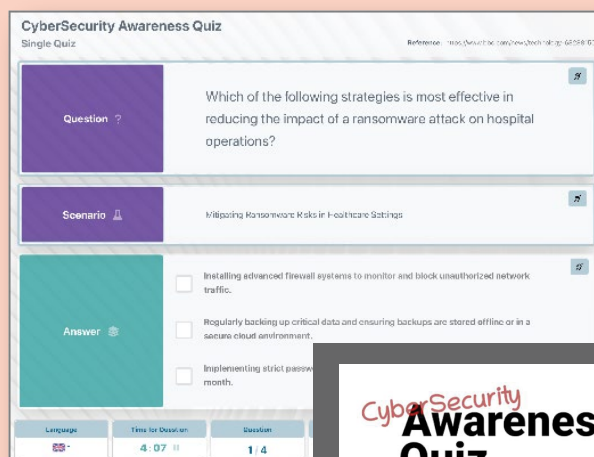 CyberSecurity Awareness Quiz
Single Quiz
Reference:
Question ?
Which of the following strategies is most effective in
reducing the impact of a ransomware attack on hospital
operations?
Scenario
Mitigating Ransomware Risks in Healthcare Settings
Answer
Installing advanced firewall systems to monitor and block unauthorized network
traffic.
Regularly backing up critical data and ensuring backups are stored offline or in a
secure cloud environment.
Implementing strict
month.
Language
Time for Question
Question
4:07
1/4
CyberSecurity
Awarenes
Quiz